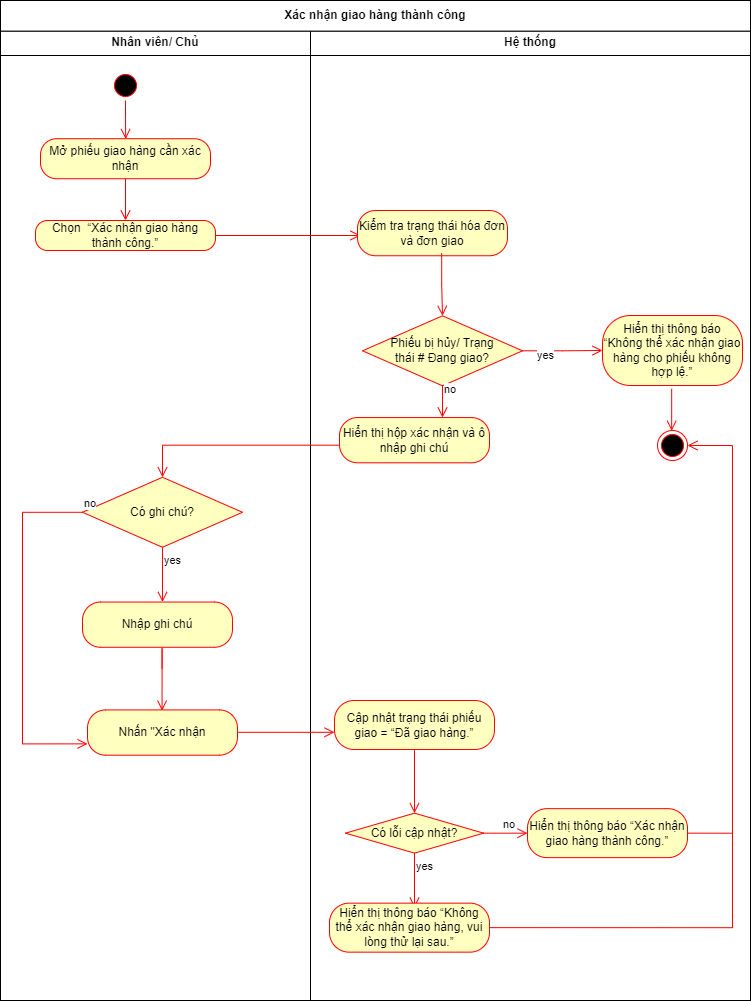 Xác nhận giao hàng thành công
Nhân viên/ Chủ
Hệ thống
Mở phiếu giao hàng cần xác
nhận
Chọn “Xác nhận giao hàng
thành công.”
Kiểm tra trạng thái hóa đơn
và đơn giao
Phiếu bị hủy/ Trạng
thái # Đang giao?
yes
Hiển thị thông báo
“Không thể xác nhận giao
hàng cho phiếu không
hợp lệ.”
no
Hiển thị hộp xác nhận và ô
nhập ghi chú
no
Có ghi chú?
yes
Nhập ghi chú
Nhấn "Xác nhận
Cập nhật trạng thái phiếu
giao = “Đã giao hàng.”
Có lỗi cập nhật?
no
Hiển thị thông báo “Xác nhận
giao hàng thành công.”
yes
Hiển thị thông báo “Không
thể xác nhận giao hàng, vui
lòng thử lại sau.”